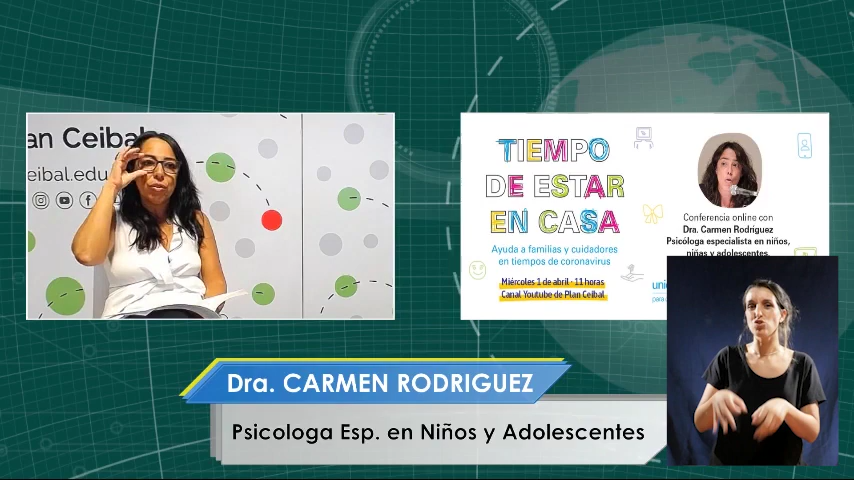 an Ceibal
eibal.edu
TIEMPO
DE ESTAR
EN CASA
Ayuda a familias y cuidadores
en tiempos de coronavirus
Miércoles 1 de abril · 11 horas
Canal Youtube de Plan Ceibal
Conferencia online con
Dra. Carmen Rodríguez
Psicóloga especialista en niños,
niñas y adolescentes.
Dra. CARMEN RODRIGUEZ
Psicologa Esp. en Niños y Adolescentes